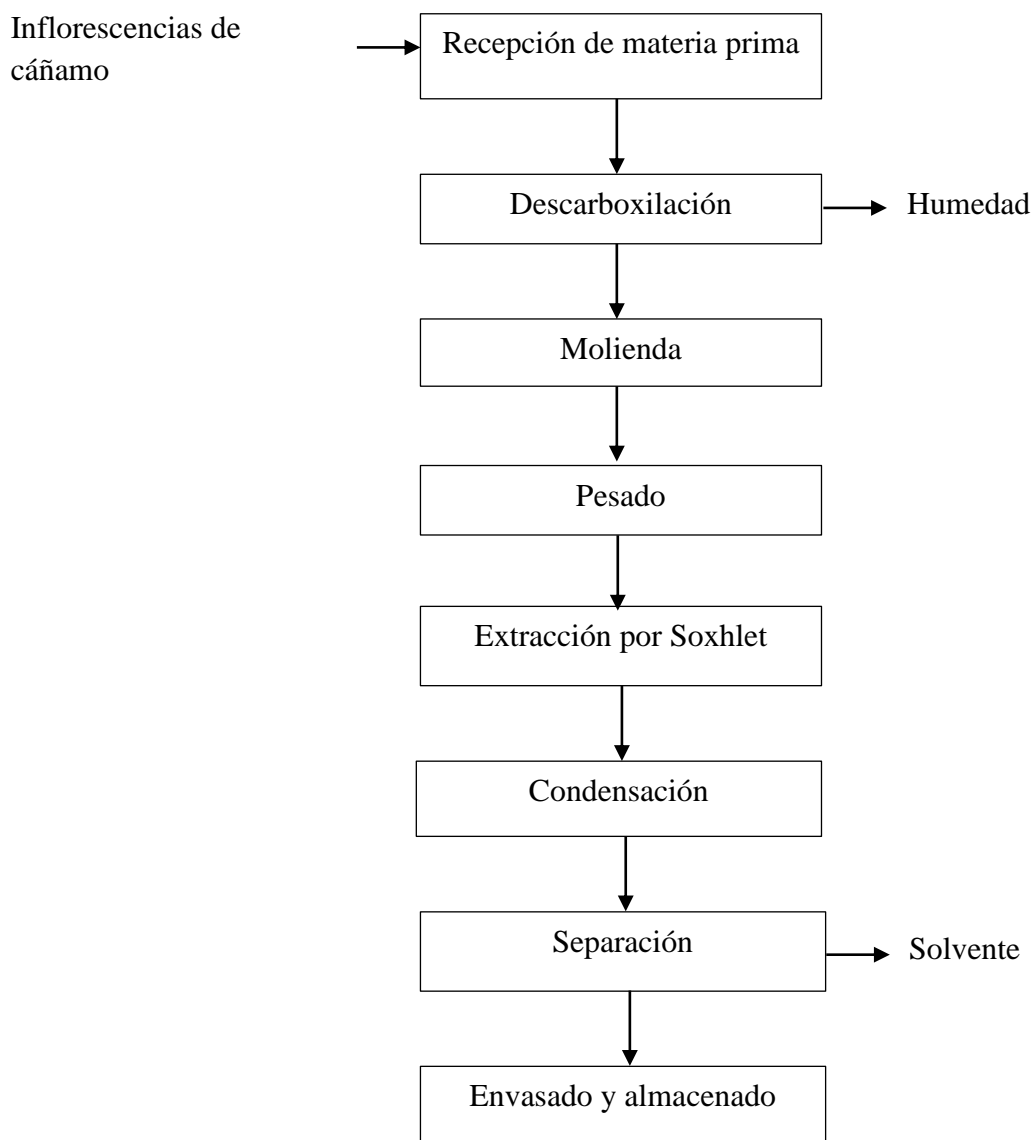 Inflorescencias de
cáñamo
Recepción de materia prima
Descarboxilación
Humedad
Molienda
Pesado
Extracción por Soxhlet
Condensación
Separación
Solvente
Envasado y almacenado